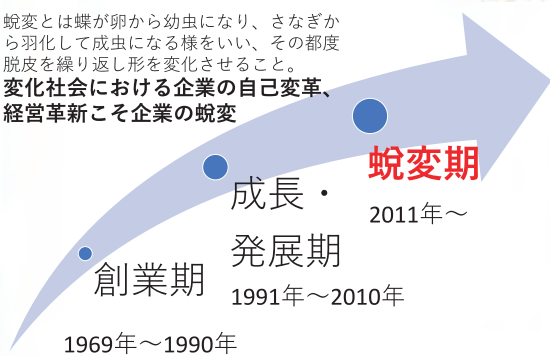 蛻変とは蝶が卵から幼虫になり、さなぎか
ら羽化して成虫になる様をいい、その都度
脱皮を繰り返し形を変化させること。
変化社会における企業の自己変革、
経営革新こそ企業の蛻変
蛻変期
2011年～
成長・
発展期
1991年～2010年
創業期
1969年～1990年